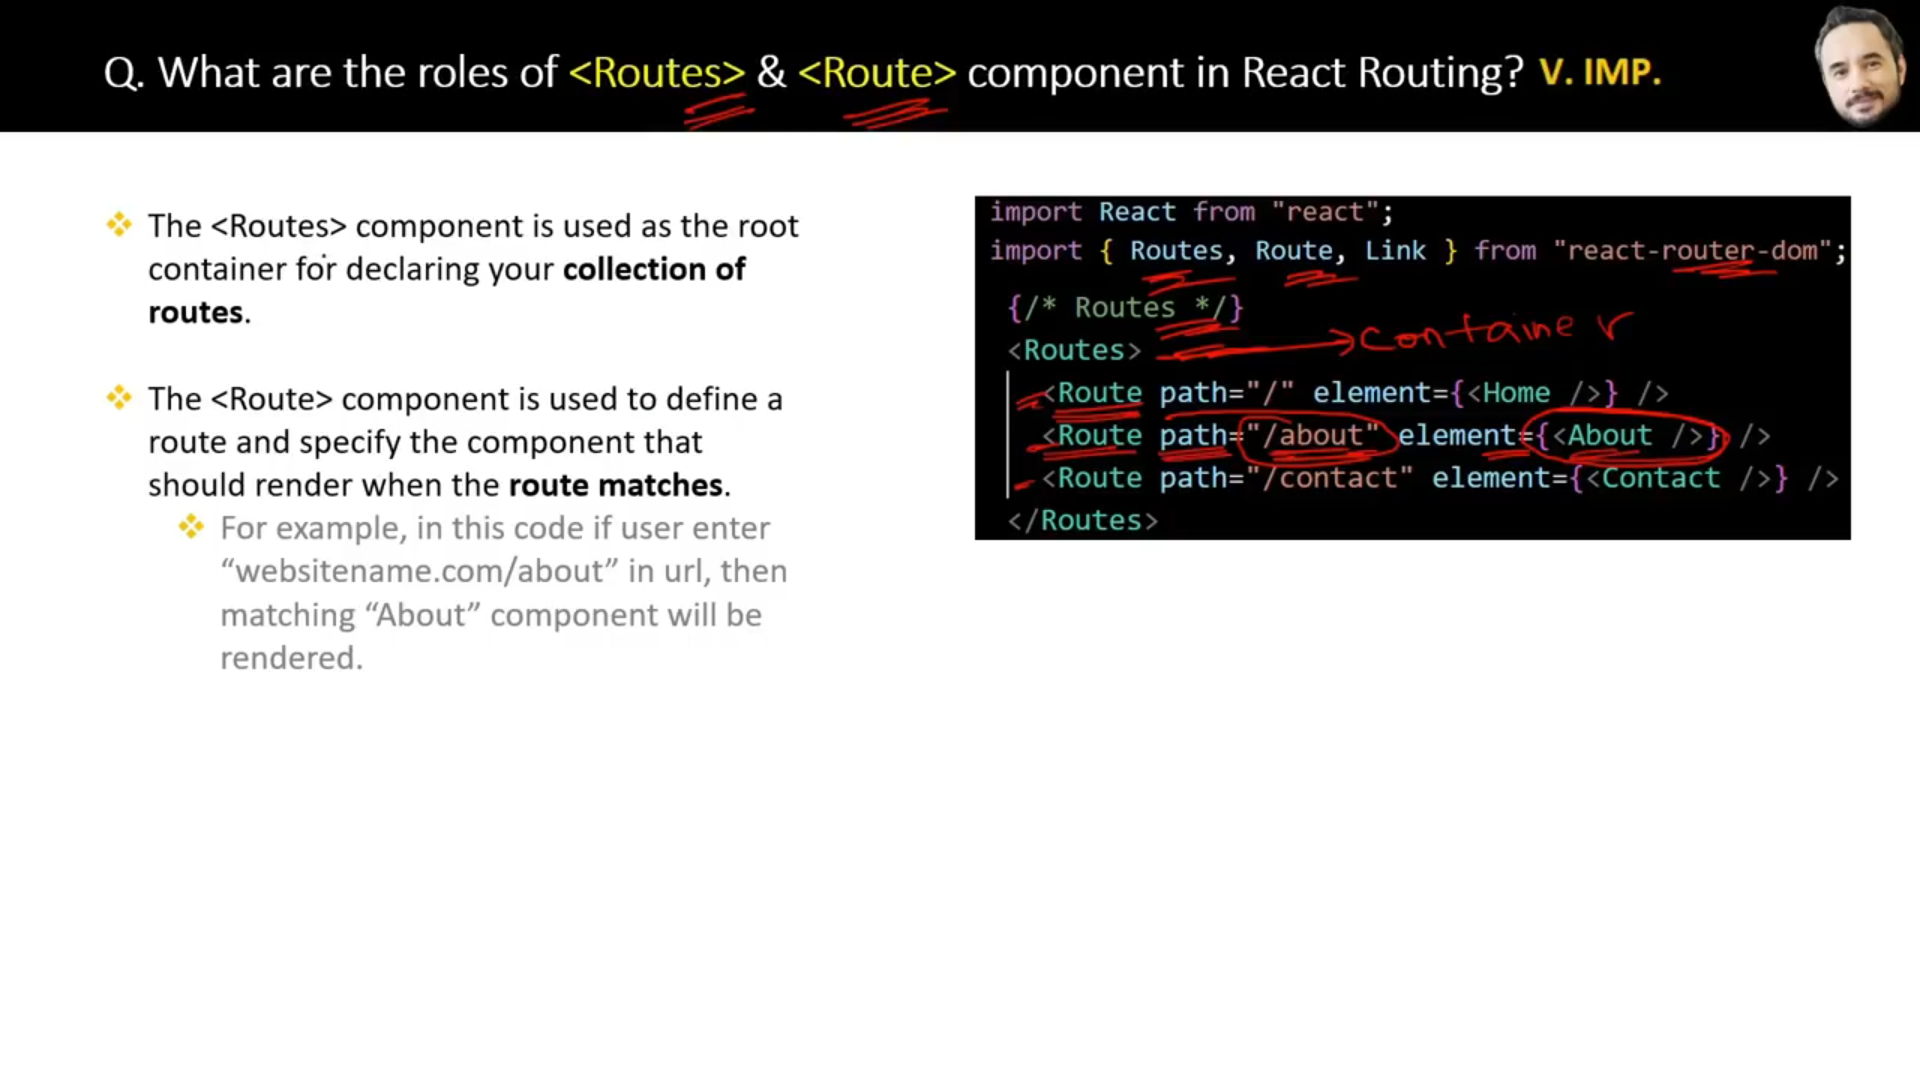 Q. What are the roles of <Routes> & <Route> component in React Routing? V. IMP.
The <Routes> component is used as the root
container for declaring your collection of
routes.
The <Route> component is used to define a
route and specify the component that
should render when the route matches.
For example, in this code if user enter
“websitename.com/about” in url, then
matching “About” component will be
rendered.
import React from "react";
import { Routes, Route, Link } from "react-router-dom";
{/* Routes */}
<Routes> container
<Route path="/" element={<Home />} />
<Route path="/about" element={<About />} />
<Route path="/contact" element={<Contact />} />
</Routes>